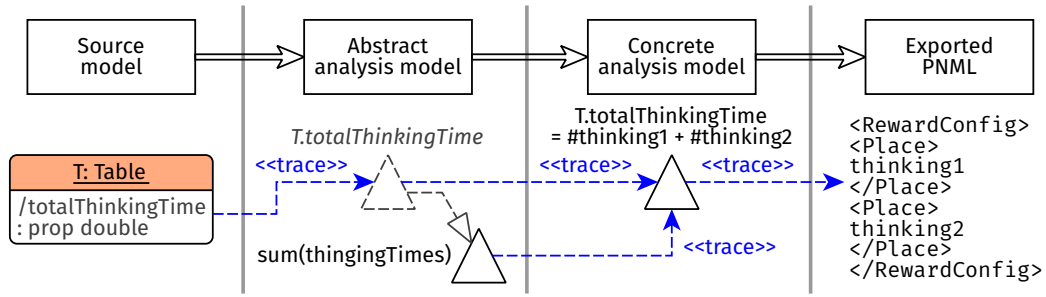 Source
model
Abstract
analysis model
Concrete
analysis model
Exported
PNML
T: Table
/totalThinkingTime
: prop double
<<trace>>
T.totalThinkingTime
sum(thingingTimes)
T.totalThinkingTime
= #thinking1 + #thinking2
<<trace>>
<<trace>>
<<trace>>
<RewardConfig>
<Place>
thinking1
</Place>
<Place>
thinking2
</Place>
</RewardConfig>